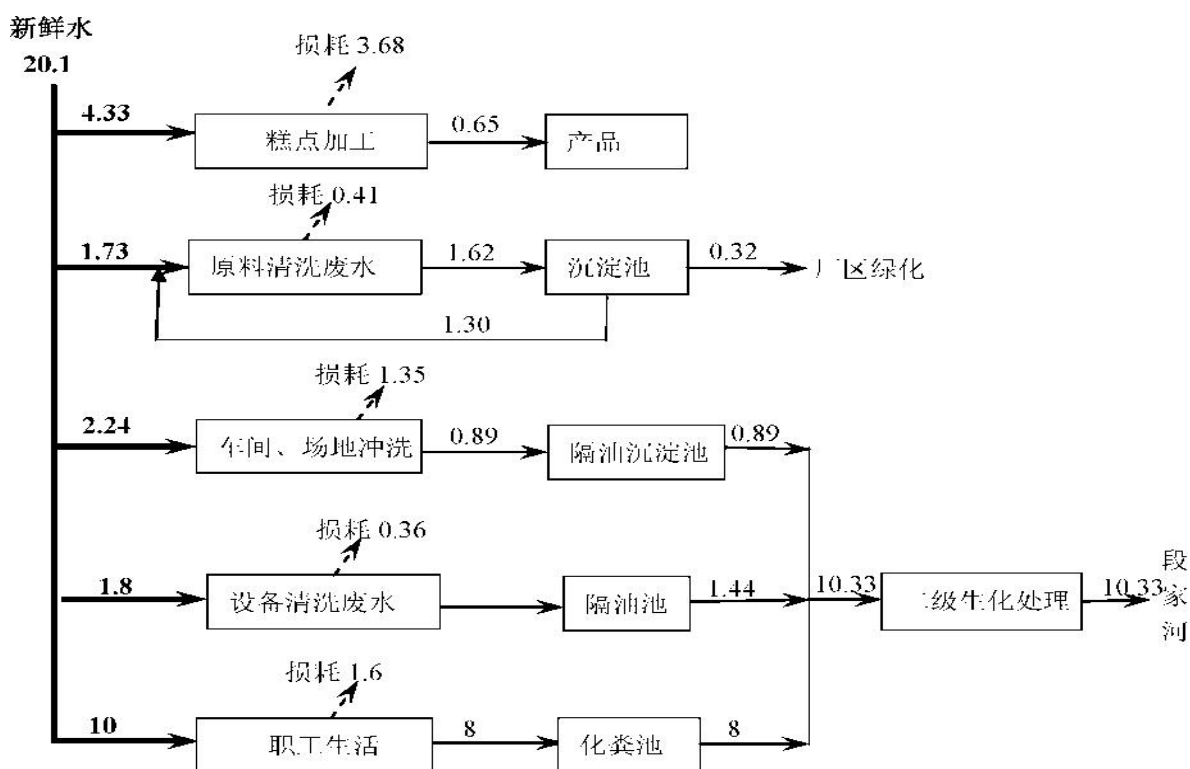 新鲜水
20.1
损耗 3.68
4.33
糕点加工
0.65
产品
损耗 0.41
1.73
原料清洗废水
1.62
沉淀池
0.32
厂区绿化
1.30
损耗 1.35
2.24
车间、场地冲洗
0.89
隔油沉淀池
0.89
损耗 0.36
1.8
设备清洗废水
隔油池
1.44
10.33
二级生化处理
10.33
段家河
损耗 1.6
10
职工生活
8
化粪池
8